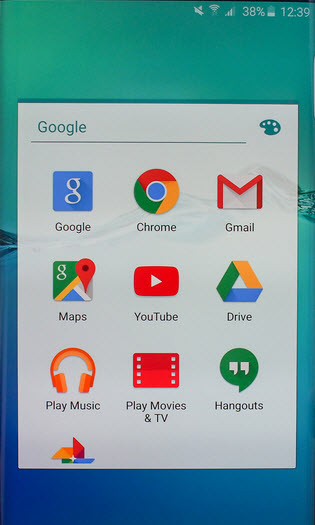 38% 12:39
Google
g
Google Chrome Gmail
g
Maps YouTube Drive
Play Music Play Movies Hangouts
& TV